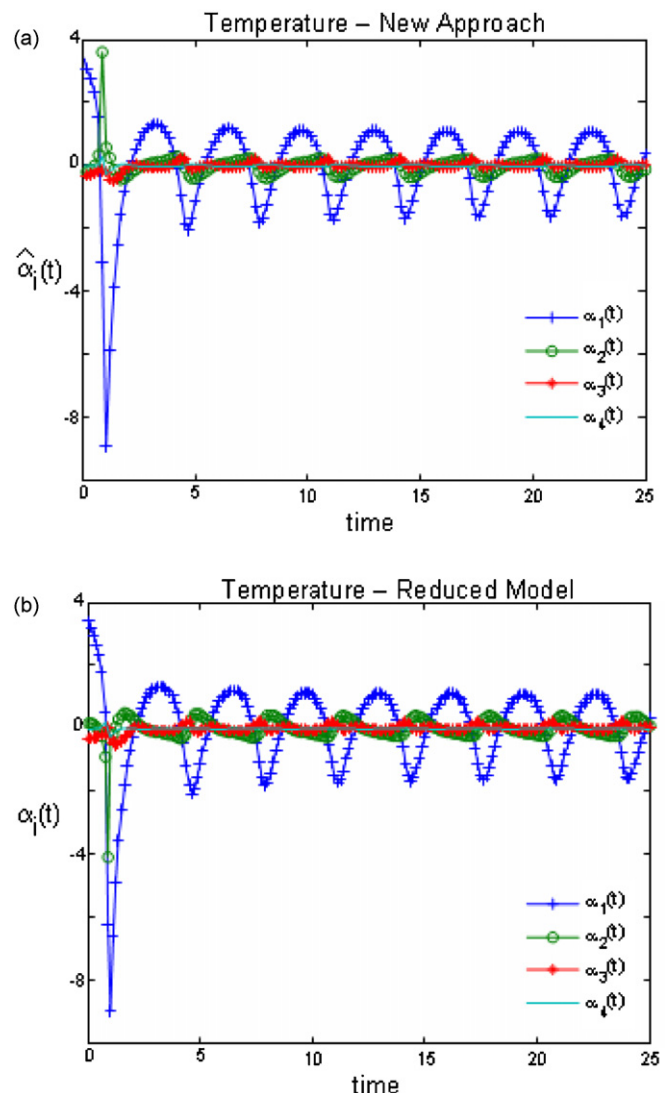 (a)
Temperature – New Approach
4
0
-4
-8
α̂ᵢ(t)
α₁(t)
α₂(t)
α₃(t)
α₄(t)
0 5 10 15 20 25
time
(b)
Temperature – Reduced Model
4
0
-4
-8
αᵢ(t)
α₁(t)
α₂(t)
α₃(t)
α₄(t)
0 5 10 15 20 25
time